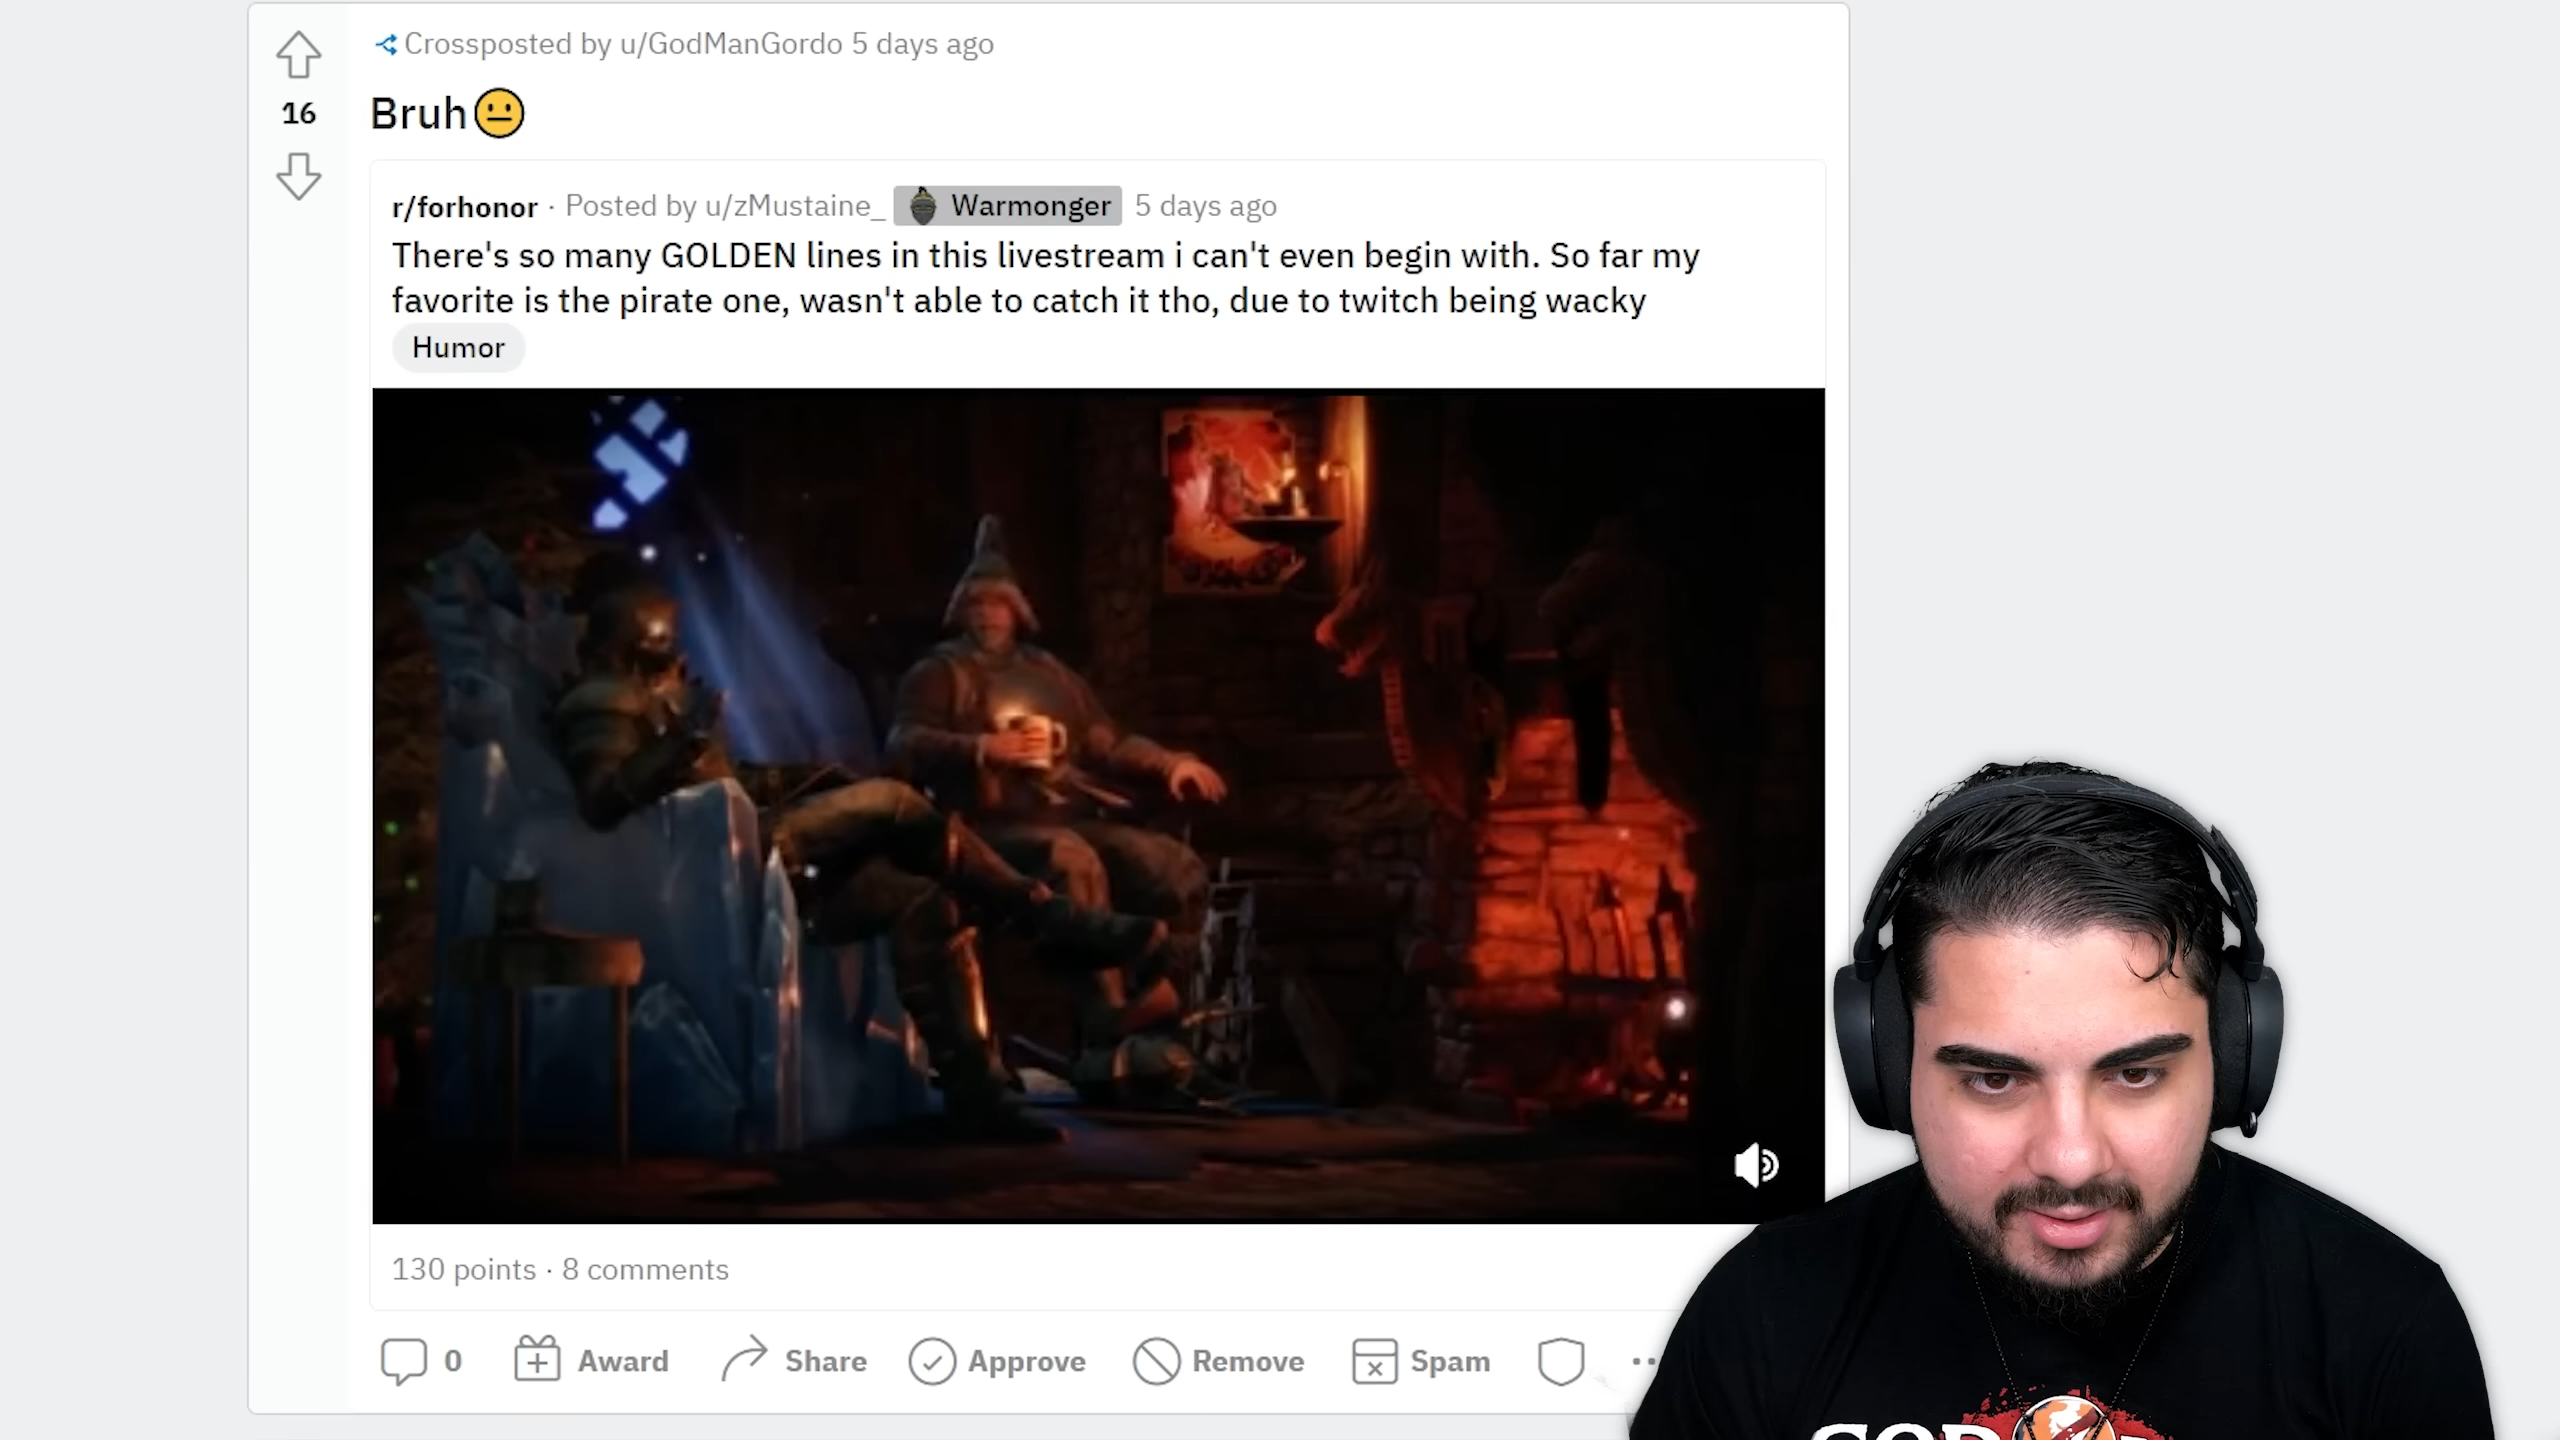 Crossposted by u/GodManGordo 5 days ago
16
Bruh😐
r/forhonor · Posted by u/zMustaine_ Warmonger 5 days ago
There's so many GOLDEN lines in this livestream i can't even begin with. So far my
favorite is the pirate one, wasn't able to catch it tho, due to twitch being wacky
Humor
130 points · 8 comments
0 Award Share Approve Remove Spam